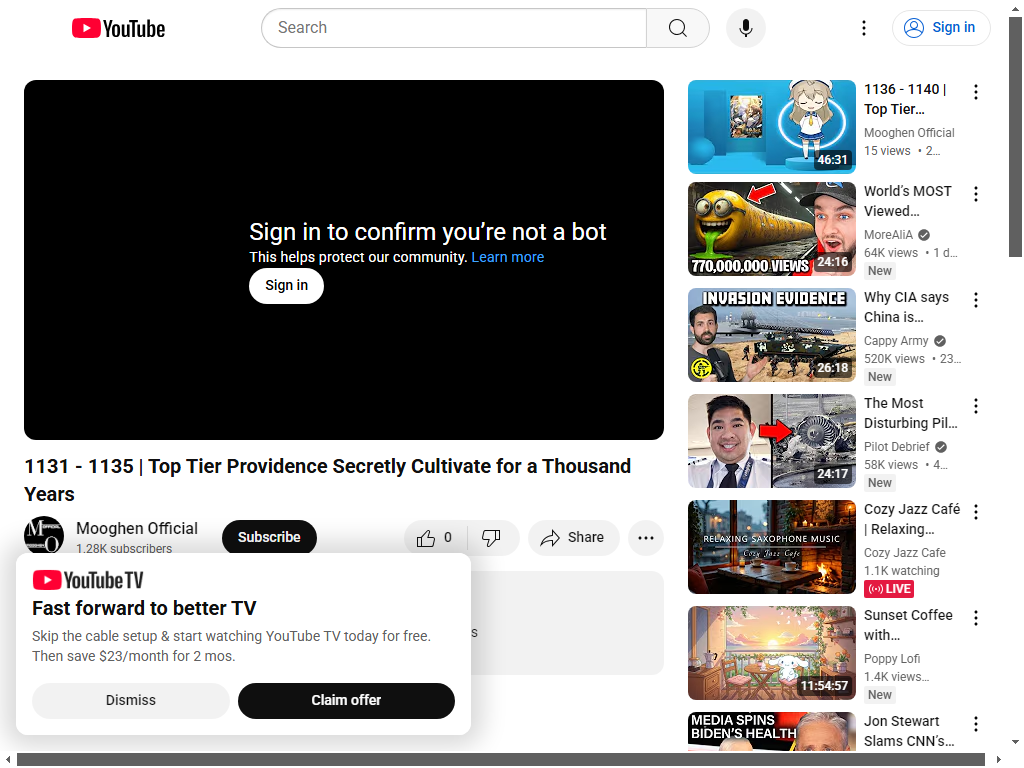 YouTube
Search
Sign in
Sign in to confirm you're not a bot
This helps protect our community. Learn more
Sign in
1131 - 1135 | Top Tier Providence Secretly Cultivate for a Thousand
Years
Mooghen Official
1.28K subscribers
Subscribe
0
Share
s
YouTube TV
Fast forward to better TV
Skip the cable setup & start watching YouTube TV today for free.
Then save $23/month for 2 mos.
Dismiss
Claim offer
46:31
1136 - 1140 |
Top Tier…
Mooghen Official
15 views • 2…
770,000,000 VIEWS
24:16
World's MOST
Viewed…
MoreAliA
64K views • 1 d…
New
INVASION EVIDENCE
26:18
Why CIA says
China is…
Cappy Army
520K views • 23…
New
24:17
The Most
Disturbing Pil…
Pilot Debrief
58K views • 4…
New
RELAXING SAXOPHONE MUSIC
Cozy Jazz Cafe
Cozy Jazz Café
| Relaxing…
Cozy Jazz Cafe
1.1K watching
LIVE
11:54:57
Sunset Coffee
with…
Poppy Lofi
1.4K views…
New
MEDIA SPINS
BIDEN'S HEALTH
Jon Stewart
Slams CNN's…